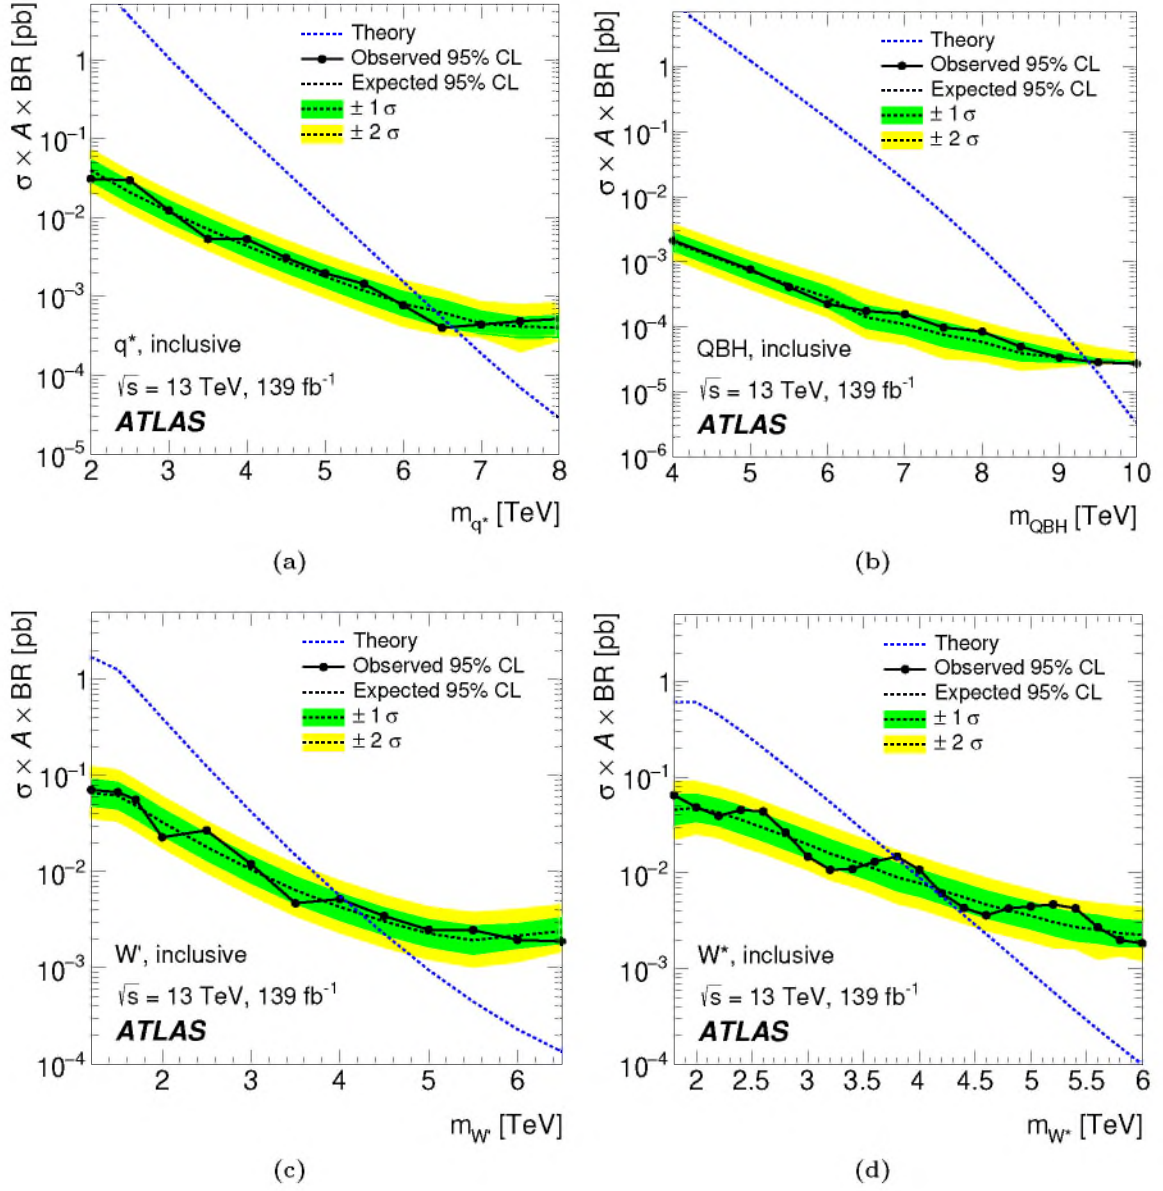 σ × A × BR [pb]
Theory
Observed 95% CL
Expected 95% CL
± 1 σ
± 2 σ
1
10⁻¹
10⁻²
10⁻³
10⁻⁴
10⁻⁵
q*, inclusive
√s = 13 TeV, 139 fb⁻¹
ATLAS
2 3 4 5 6 7 8
m_q* [TeV]
(a)
σ × A × BR [pb]
Theory
Observed 95% CL
Expected 95% CL
± 1 σ
± 2 σ
1
10⁻¹
10⁻²
10⁻³
10⁻⁴
10⁻⁵
10⁻⁶
QBH, inclusive
√s = 13 TeV, 139 fb⁻¹
ATLAS
4 5 6 7 8 9 10
m_QBH [TeV]
(b)
σ × A × BR [pb]
Theory
Observed 95% CL
Expected 95% CL
± 1 σ
± 2 σ
1
10⁻¹
10⁻²
10⁻³
10⁻⁴
W', inclusive
√s = 13 TeV, 139 fb⁻¹
ATLAS
2 3 4 5 6
m_W' [TeV]
(c)
σ × A × BR [pb]
Theory
Observed 95% CL
Expected 95% CL
± 1 σ
± 2 σ
1
10⁻¹
10⁻²
10⁻³
10⁻⁴
W*, inclusive
√s = 13 TeV, 139 fb⁻¹
ATLAS
2 2.5 3 3.5 4 4.5 5 5.5 6
m_W* [TeV]
(d)